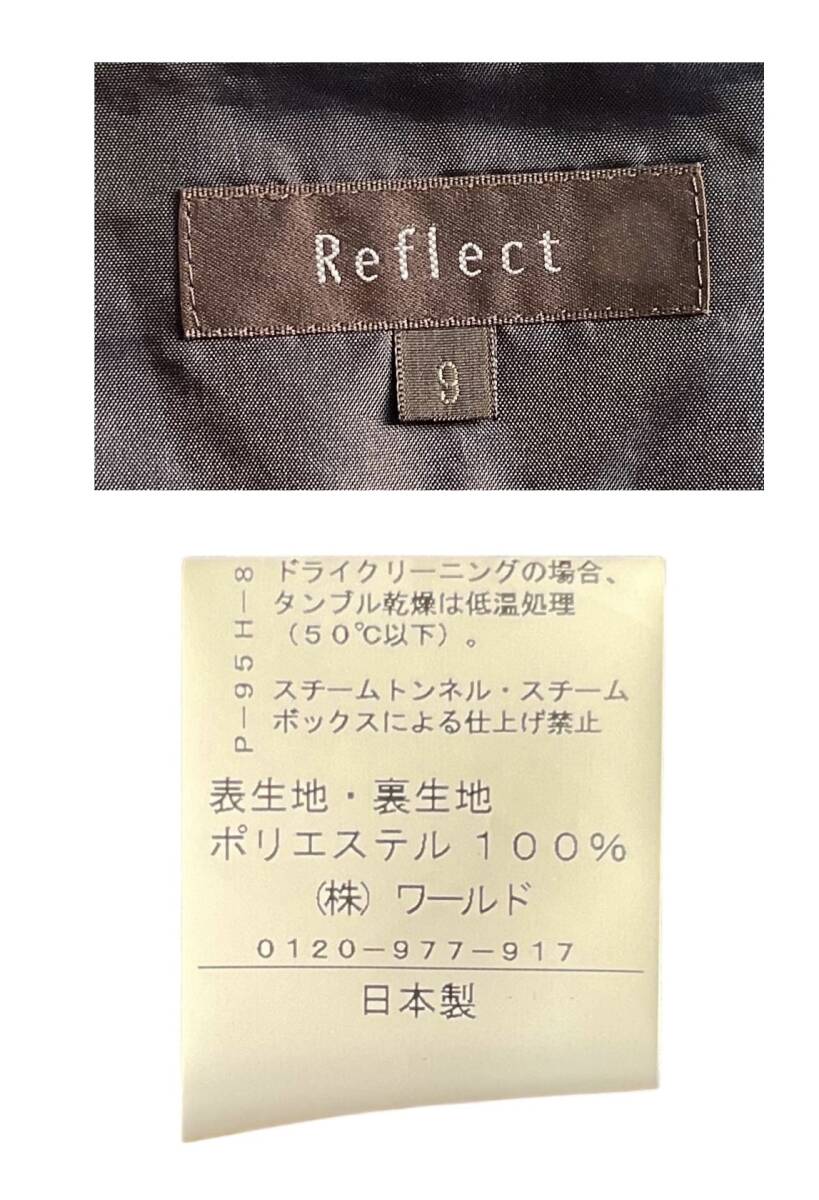 Reflect
9
P－95H－8
ドライクリーニングの場合、
タンブル乾燥は低温処理
（50℃以下）。
スチームトンネル・スチーム
ボックスによる仕上げ禁止
表生地・裏生地
ポリエステル100％
（株）ワールド
0120－977－917
日本製